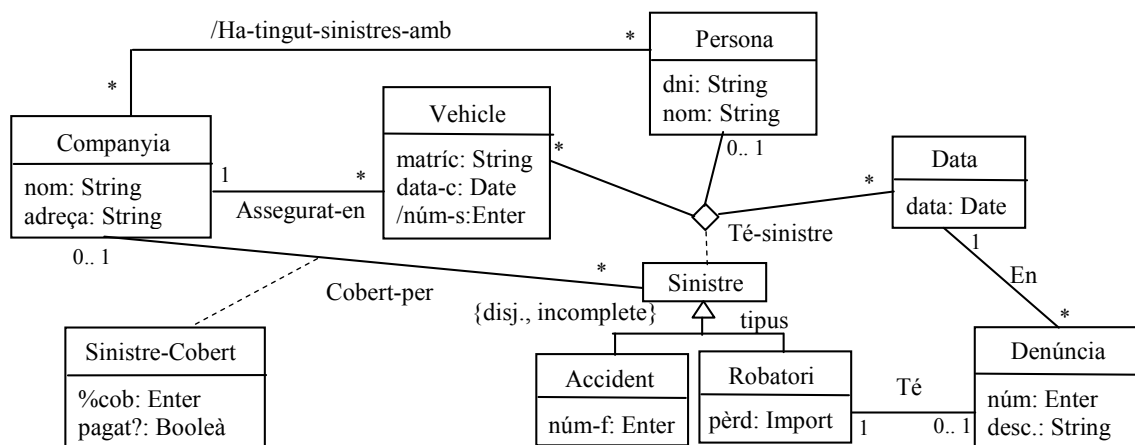 /Ha-tingut-sinistres-amb
*
*
Persona
dni: String
nom: String
0.. 1
Companyia
nom: String
adreça: String
1
*
Assegurat-en
Vehicle
matríc: String
data-c: Date
/núm-s:Enter
*
*
Data
data: Date
1
Té-sinistre
En
*
0.. 1
Cobert-per
*
Sinistre
{disj., incomplete}
tipus
Sinistre-Cobert
%cob: Enter
pagat?: Booleà
Accident
núm-f: Enter
Robatori
pèrd: Import
Té
1
0.. 1
Denúncia
núm: Enter
desc.: String